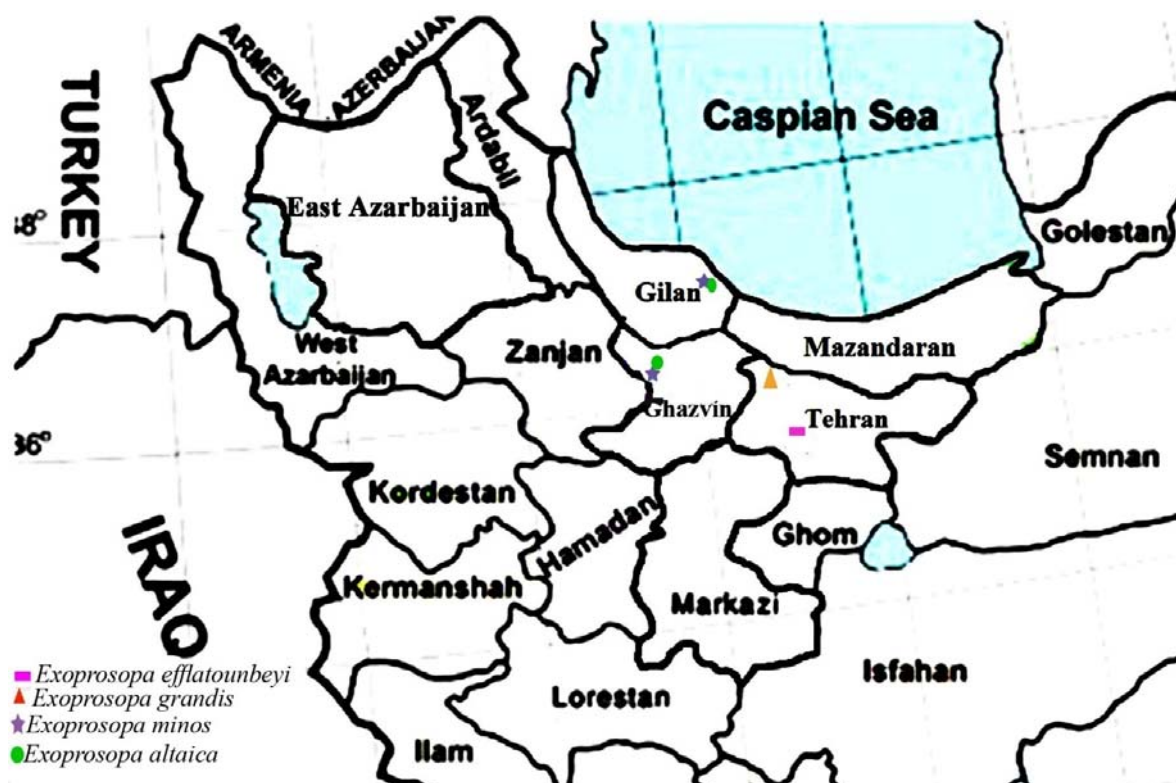 ARMENIA
AZERBAIJAN
TURKEY
Ardabil
Caspian Sea
East Azarbaijan
Golestan
Gilan
West
Azarbaijan
Zanjan
Mazandaran
Ghazvin
Tehran
36°
Semnan
Kordestan
Hamadan
Ghom
IRAQ
Kermanshah
Markazi
Isfahan
Lorestan
Ilam
Exoprosopa efflatounbeyi
Exoprosopa grandis
Exoprosopa minos
Exoprosopa altaica